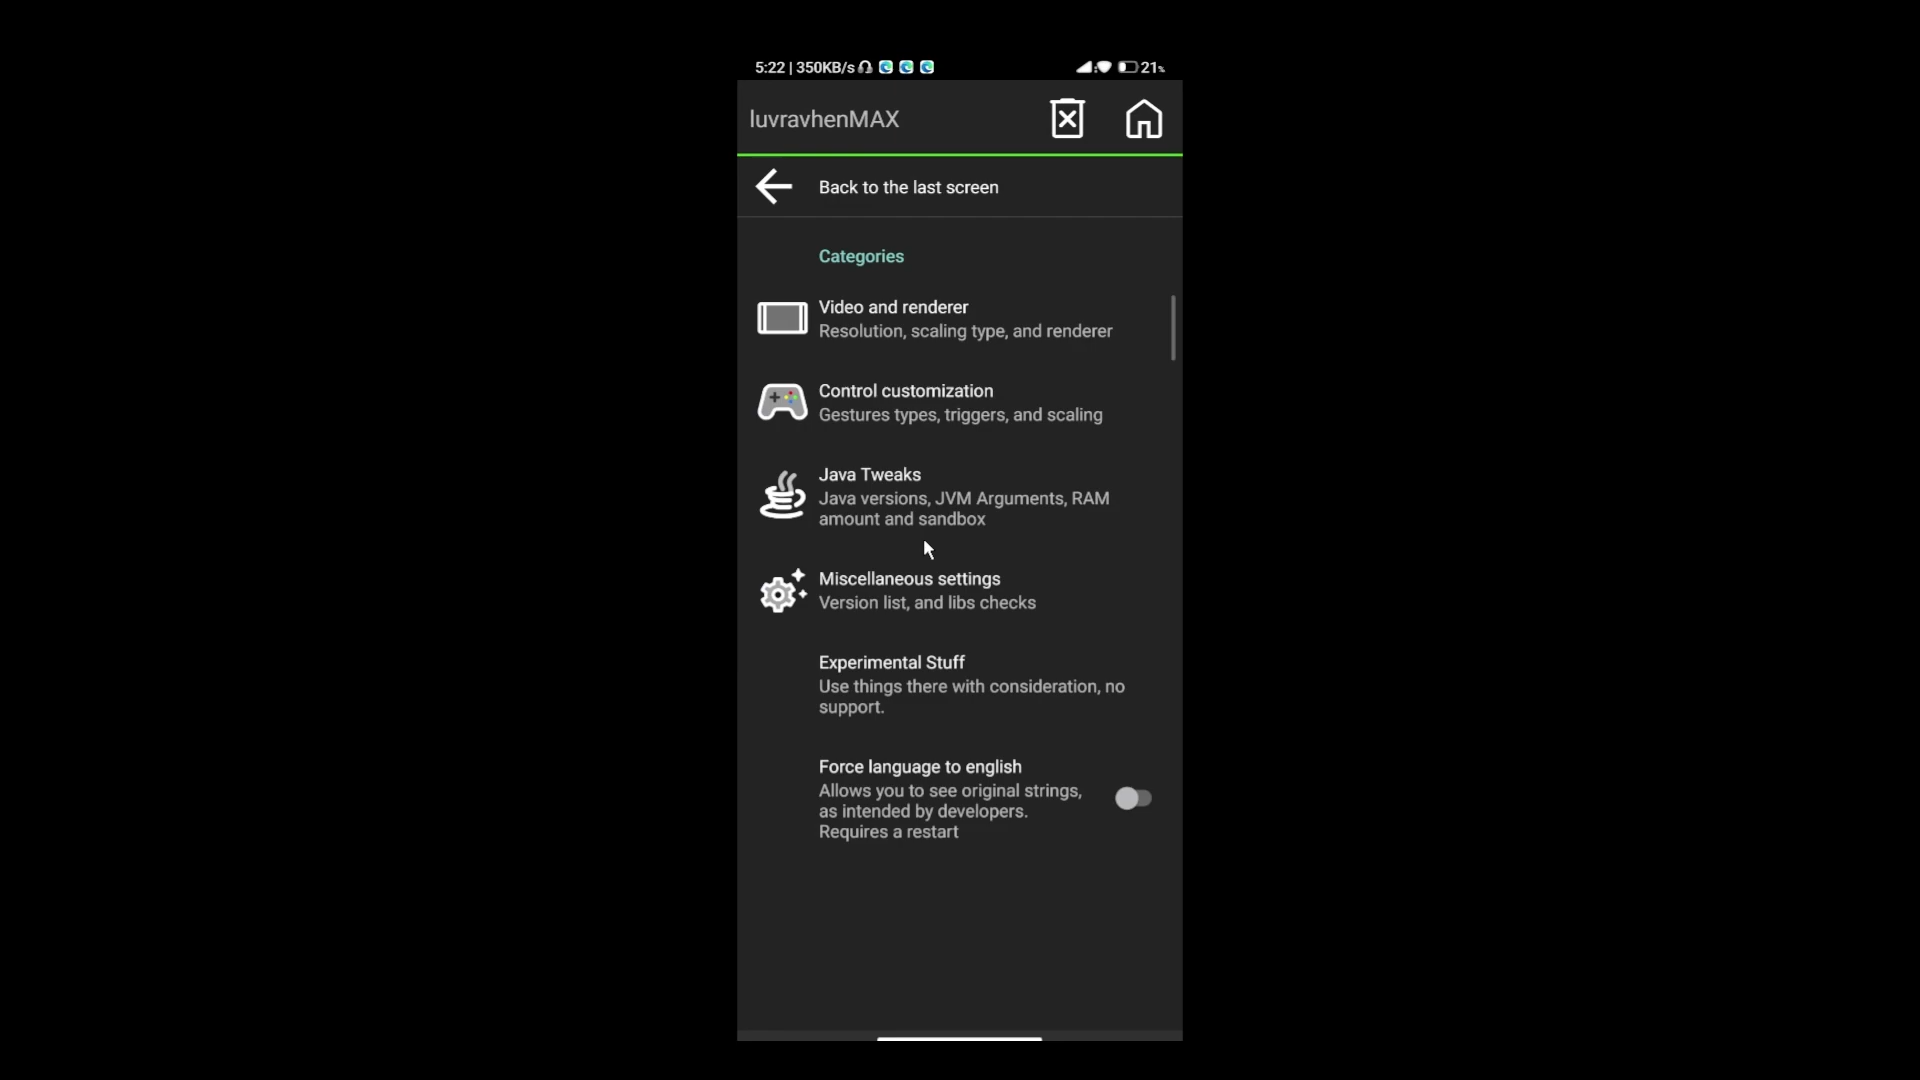 5:22 | 350KB/s 21%
luvravhenMAX
Back to the last screen
Categories
Video and renderer
Resolution, scaling type, and renderer
Control customization
Gestures types, triggers, and scaling
Java Tweaks
Java versions, JVM Arguments, RAM
amount and sandbox
Miscellaneous settings
Version list, and libs checks
Experimental Stuff
Use things there with consideration, no
support.
Force language to english
Allows you to see original strings,
as intended by developers.
Requires a restart